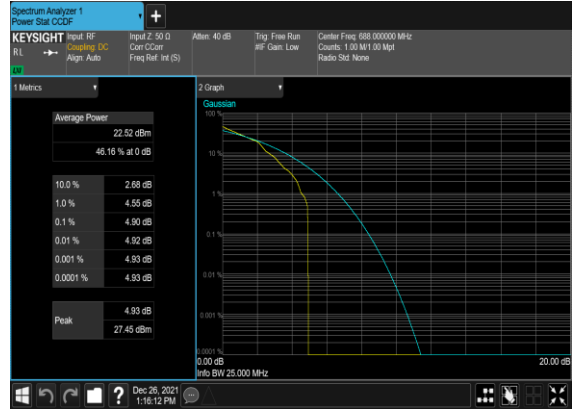 Spectrum Analyzer 1
Power Stat CCDF
+
KEYSIGHT
RL
LW
Input: RF
Coupling: DC
Align: Auto
Input Z: 50 Ω
Corr CCorr
Freq Ref: Int (S)
Atten: 40 dB
Trig: Free Run
#IF Gain: Low
Center Freq: 688.000000 MHz
Counts: 1.00 M/1.00 Mpt
Radio Std: None
1 Metrics
Average Power
22.52 dBm
46.16 % at 0 dB
10.0 % 2.68 dB
1.0 % 4.55 dB
0.1 % 4.90 dB
0.01 % 4.92 dB
0.001 % 4.93 dB
0.0001 % 4.93 dB
Peak 4.93 dB
27.45 dBm
2 Graph
Gaussian
100 %
10 %
1 %
0.1 %
0.01 %
0.001 %
0.0001 %
0.00 dB 20.00 dB
Info BW 25.000 MHz
?
Dec 26, 2021
1:16:12 PM